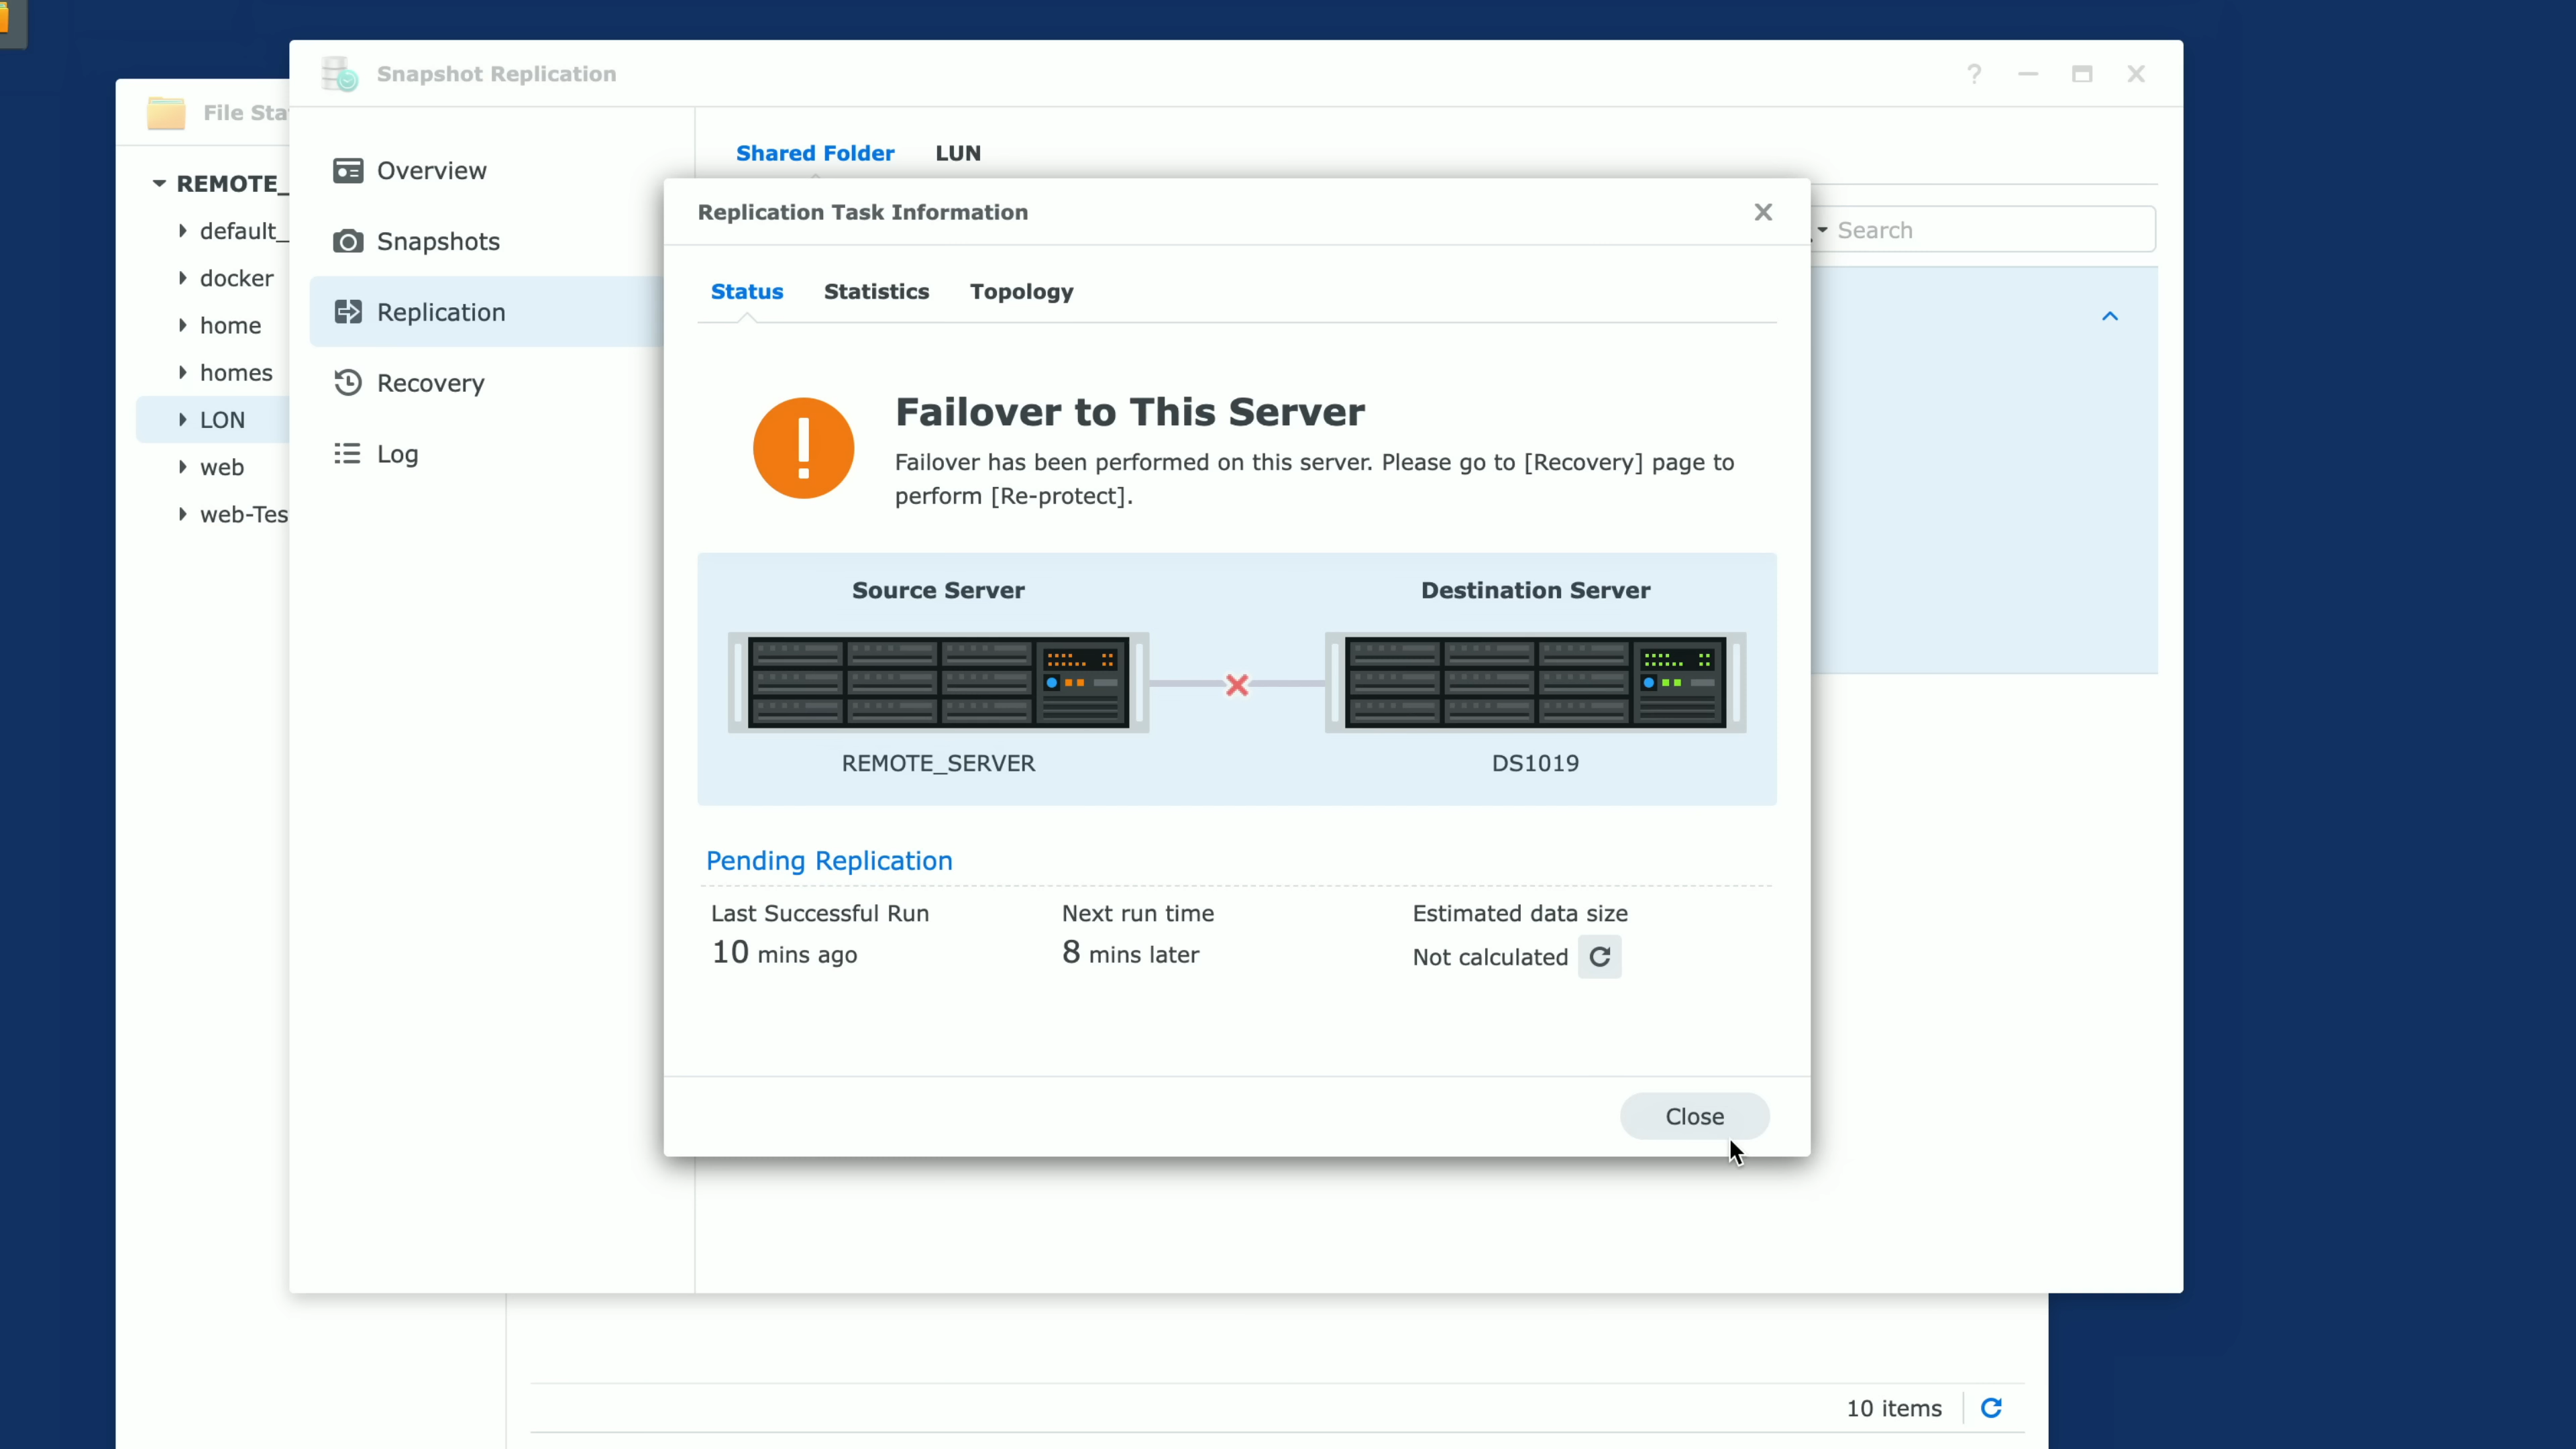 Snapshot Replication
File Sta
REMOTE_
default_
docker
home
homes
LON
web
web-Tes
Overview
Snapshots
Replication
Recovery
Log
Shared Folder LUN
Search
Replication Task Information
Status Statistics Topology
Failover to This Server
Failover has been performed on this server. Please go to [Recovery] page to
perform [Re-protect].
Source Server Destination Server
REMOTE_SERVER DS1019
Pending Replication
Last Successful Run Next run time Estimated data size
10 mins ago 8 mins later Not calculated
Close
10 items